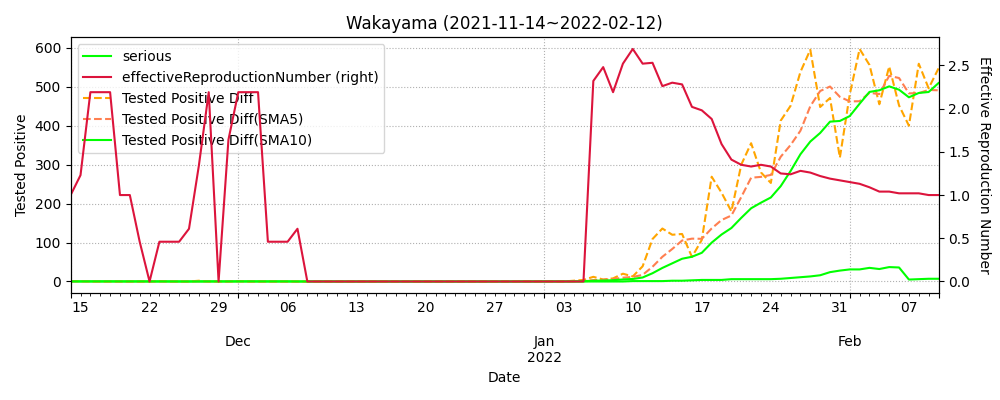 Wakayama (2021-11-14~2022-02-12)
serious
effectiveReproductionNumber (right)
Tested Positive Diff
Tested Positive Diff(SMA5)
Tested Positive Diff(SMA10)
Tested Positive
600
500
400
300
200
100
0
2.5
2.0
1.5
1.0
0.5
0.0
Effective Reproduction Number
15 22 29 06 13 20 27 03 10 17 24 31 07
Dec Jan Feb
2022
Date